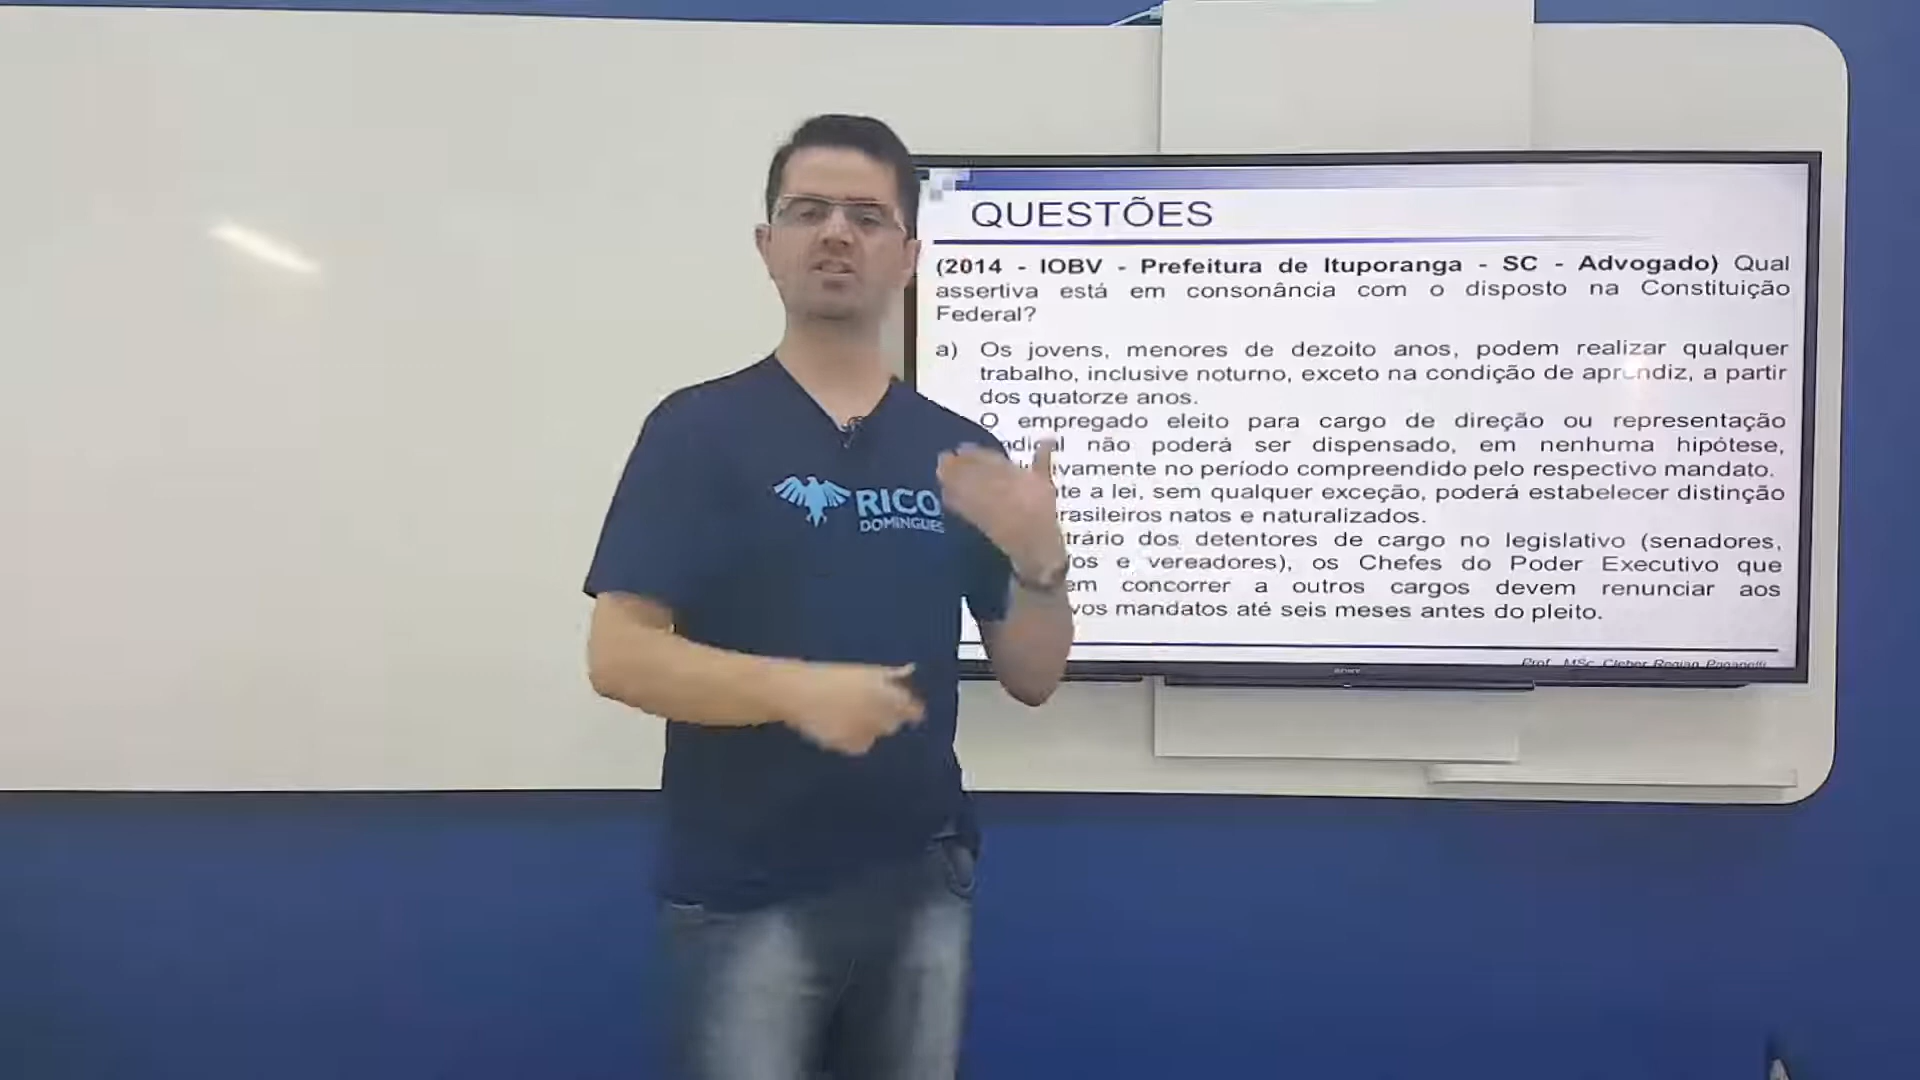 QUESTÕES
(2014 - IOBV - Prefeitura de Ituporanga - SC - Advogado) Qual
assertiva está em consonância com o disposto na Constituição
Federal?
a) Os jovens, menores de dezoito anos, podem realizar qualquer
trabalho, inclusive noturno, exceto na condição de aprendiz, a partir
dos quatorze anos.
O empregado eleito para cargo de direção ou representação
não poderá ser dispensado, em nenhuma hipótese,
no período compreendido pelo respectivo mandato.
a lei, sem qualquer exceção, poderá estabelecer distinção
natos e naturalizados.
dos detentores de cargo no legislativo (senadores,
e vereadores), os Chefes do Poder Executivo que
concorrer a outros cargos devem renunciar aos
mandatos até seis meses antes do pleito.
Prof. MSc. Cleber
SONY
RICO
DOMINGUES